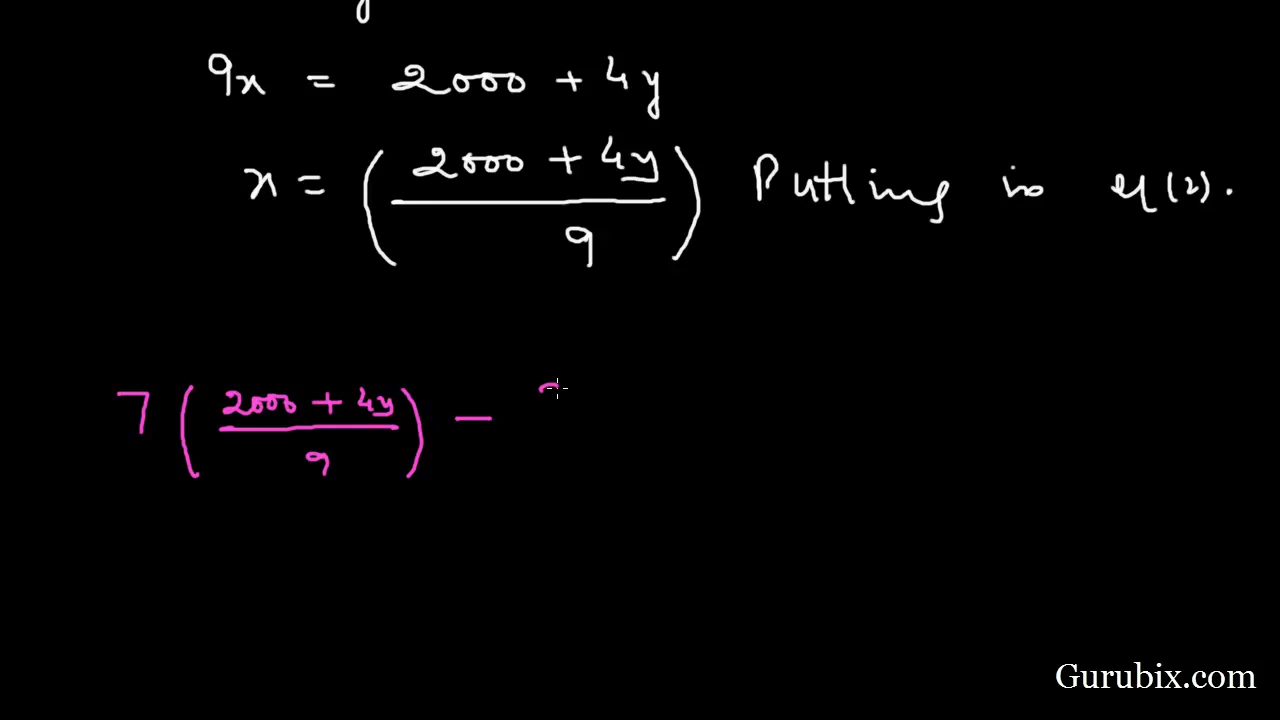 9x = 2000 + 4y
x = (2000 + 4y / 9) Putting in eq (2).
7 (2000 + 4y / 9) −
Gurubix.com